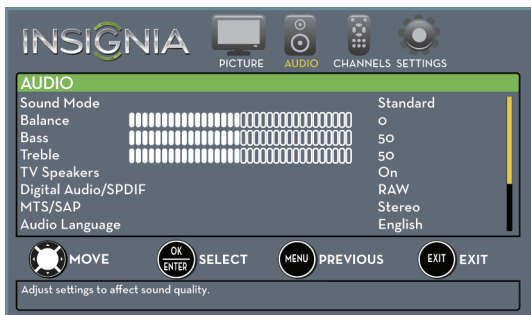 INSIGNIA
PICTURE AUDIO CHANNELS SETTINGS
AUDIO
Sound Mode Standard
Balance 0
Bass 50
Treble 50
TV Speakers On
Digital Audio/SPDIF RAW
MTS/SAP Stereo
Audio Language English
MOVE OK ENTER SELECT MENU PREVIOUS EXIT EXIT
Adjust settings to affect sound quality.